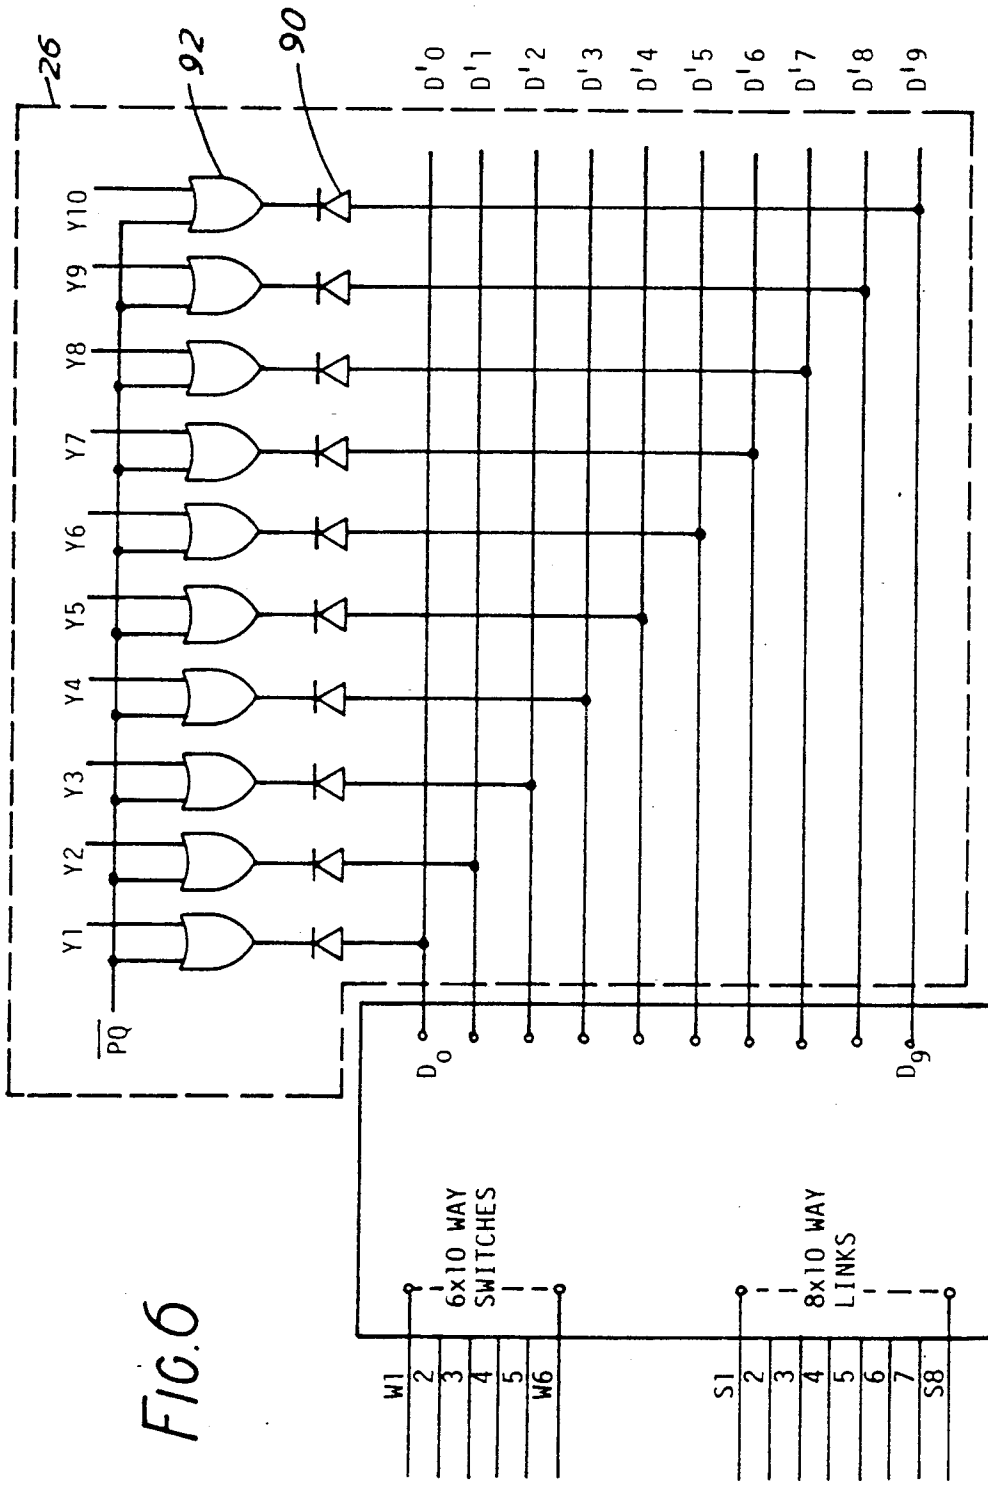 26
92
90
Y10
Y9
Y8
Y7
Y6
Y5
Y4
Y3
Y2
Y1
PQ
D'0
D'1
D'2
D'3
D'4
D'5
D'6
D'7
D'8
D'9
D0
D9
W1
2
3
4
5
W6
6x10 WAY
SWITCHES
S1
2
3
4
5
6
7
S8
8x10 WAY
LINKS
FIG.6